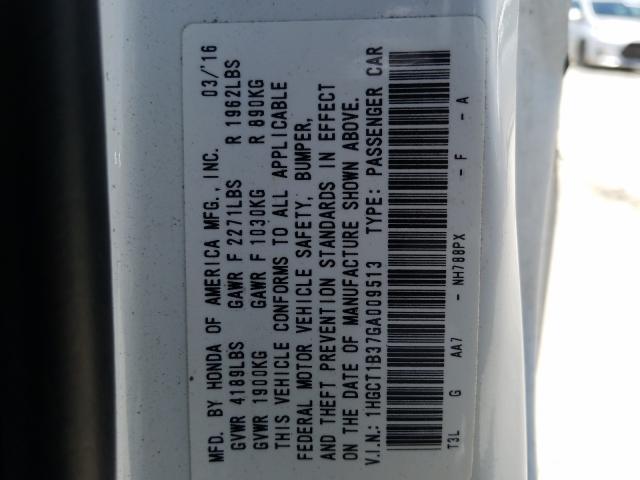 MFD. BY HONDA OF AMERICA MFG., INC. 03/'16
GVWR 4189LBS GAWR F 2271LBS R 1962LBS
GVWR 1900KG GAWR F 1030KG R 890KG
THIS VEHICLE CONFORMS TO ALL APPLICABLE
FEDERAL MOTOR VEHICLE SAFETY, BUMPER,
AND THEFT PREVENTION STANDARDS IN EFFECT
ON THE DATE OF MANUFACTURE SHOWN ABOVE.
V.I.N.: 1HGCT1B37GA009513 TYPE: PASSENGER CAR
T3L G AA7 - NH788PX - F - A